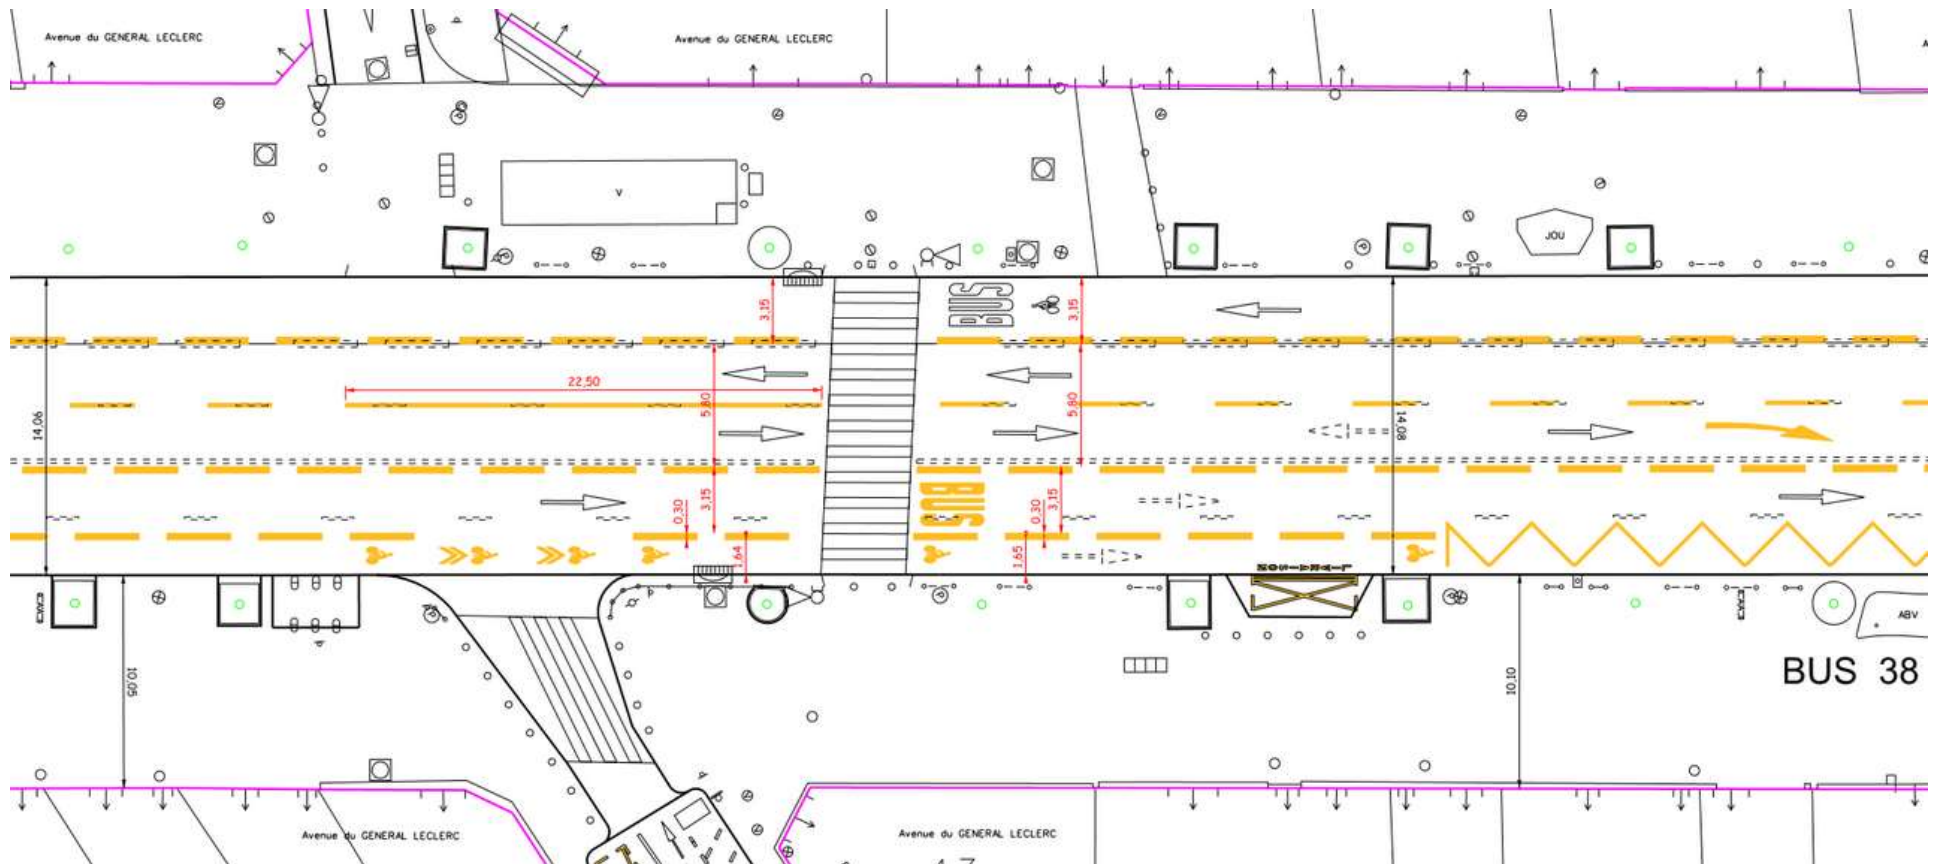 Avenue du GENERAL LECLERC
Avenue du GENERAL LECLERC
A
V
JOU
3,15
BUS
3,15
22,50
5,80
5,80
14,06
14,08
0,30
3,15
BUS
0,30
3,15
1,64
1,65
ABV
10,05
10,10
BUS 38
Avenue du GENERAL LECLERC
Avenue du GENERAL LECLERC